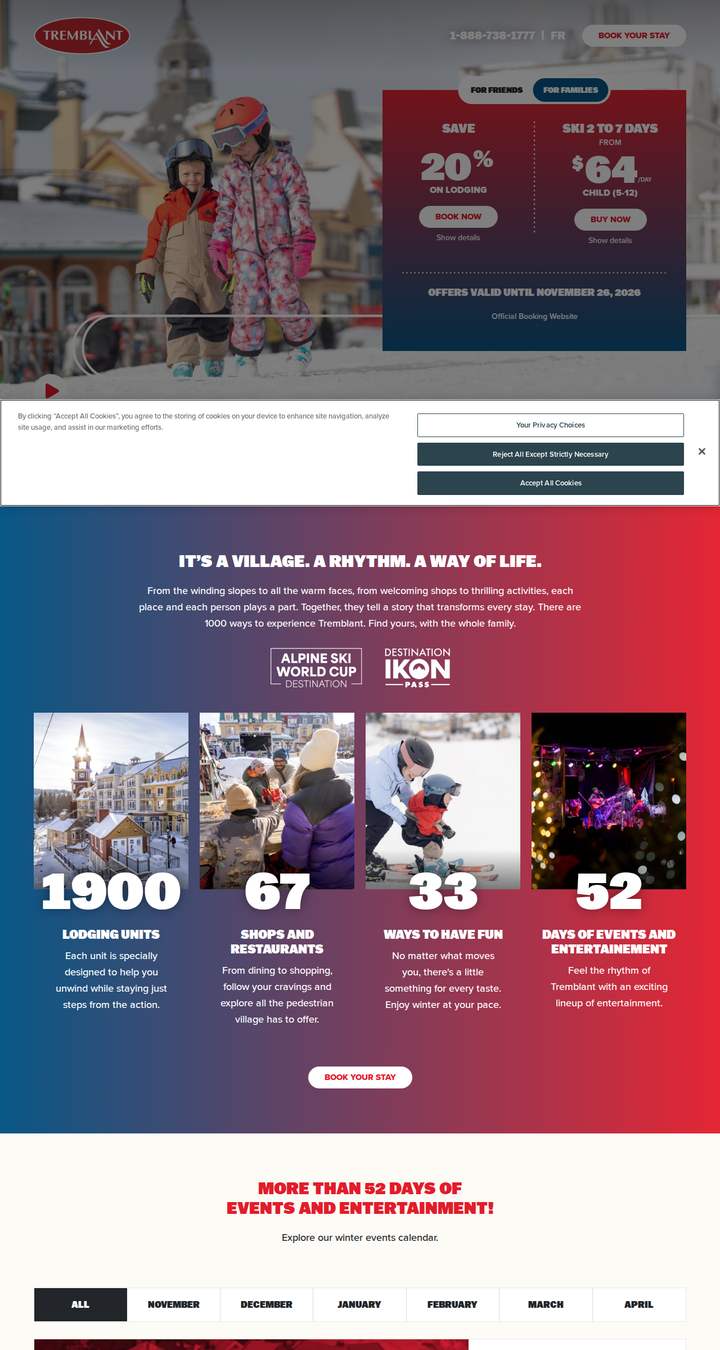 TREMBLANT
1-888-738-1777 | FR
BOOK YOUR STAY
FOR FRIENDS
FOR FAMILIES
SAVE
20%
ON LODGING
BOOK NOW
Show details
SKI 2 TO 7 DAYS
FROM
$64/DAY
CHILD (5-12)
BUY NOW
Show details
OFFERS VALID UNTIL NOVEMBER 26, 2026
Official Booking Website
By clicking “Accept All Cookies”, you agree to the storing of cookies on your device to enhance site navigation, analyze
site usage, and assist in our marketing efforts.
Your Privacy Choices
Reject All Except Strictly Necessary
Accept All Cookies
IT’S A VILLAGE. A RHYTHM. A WAY OF LIFE.
From the winding slopes to all the warm faces, from welcoming shops to thrilling activities, each
place and each person plays a part. Together, they tell a story that transforms every stay. There are
1000 ways to experience Tremblant. Find yours, with the whole family.
ALPINE SKI
WORLD CUP
DESTINATION
DESTINATION
IKON
PASS
1900
LODGING UNITS
Each unit is specially
designed to help you
unwind while staying just
steps from the action.
67
SHOPS AND
RESTAURANTS
From dining to shopping,
follow your cravings and
explore all the pedestrian
village has to offer.
33
WAYS TO HAVE FUN
No matter what moves
you, there's a little
something for every taste.
Enjoy winter at your pace.
52
DAYS OF EVENTS AND
ENTERTAINEMENT
Feel the rhythm of
Tremblant with an exciting
lineup of entertainment.
BOOK YOUR STAY
MORE THAN 52 DAYS OF
EVENTS AND ENTERTAINMENT!
Explore our winter events calendar.
ALL
NOVEMBER
DECEMBER
JANUARY
FEBRUARY
MARCH
APRIL